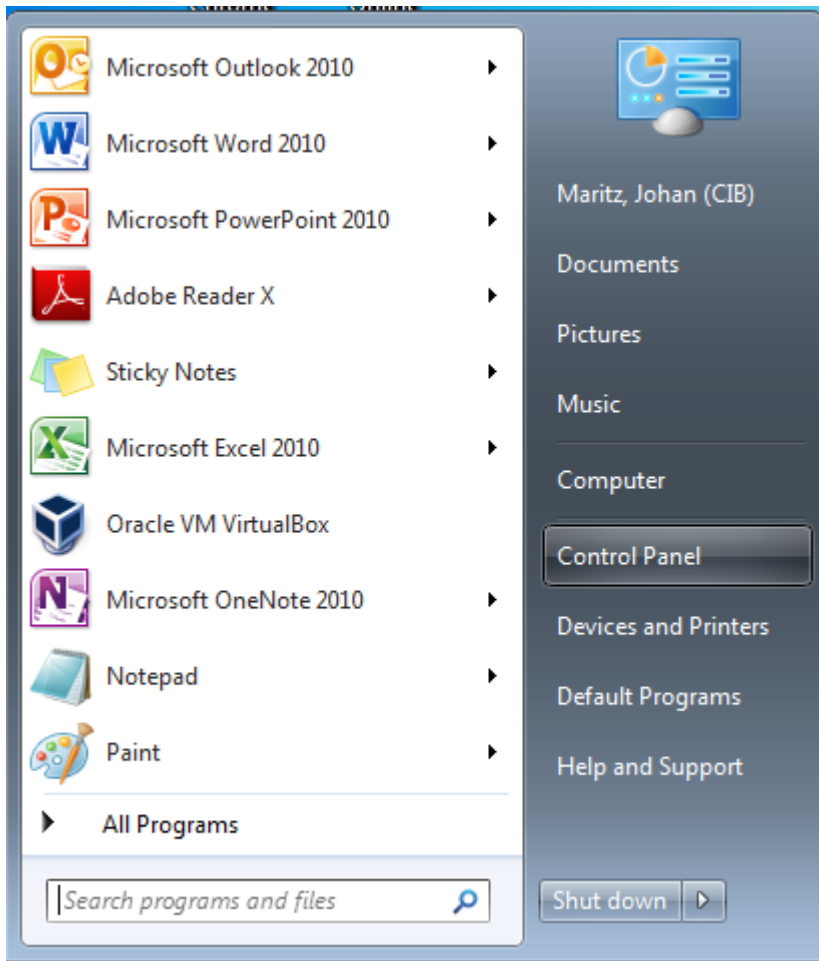 Microsoft Outlook 2010
Microsoft Word 2010
Microsoft PowerPoint 2010
Adobe Reader X
Sticky Notes
Microsoft Excel 2010
Oracle VM VirtualBox
Microsoft OneNote 2010
Notepad
Paint
All Programs
Search programs and files
Maritz, Johan (CIB)
Documents
Pictures
Music
Computer
Control Panel
Devices and Printers
Default Programs
Help and Support
Shut down